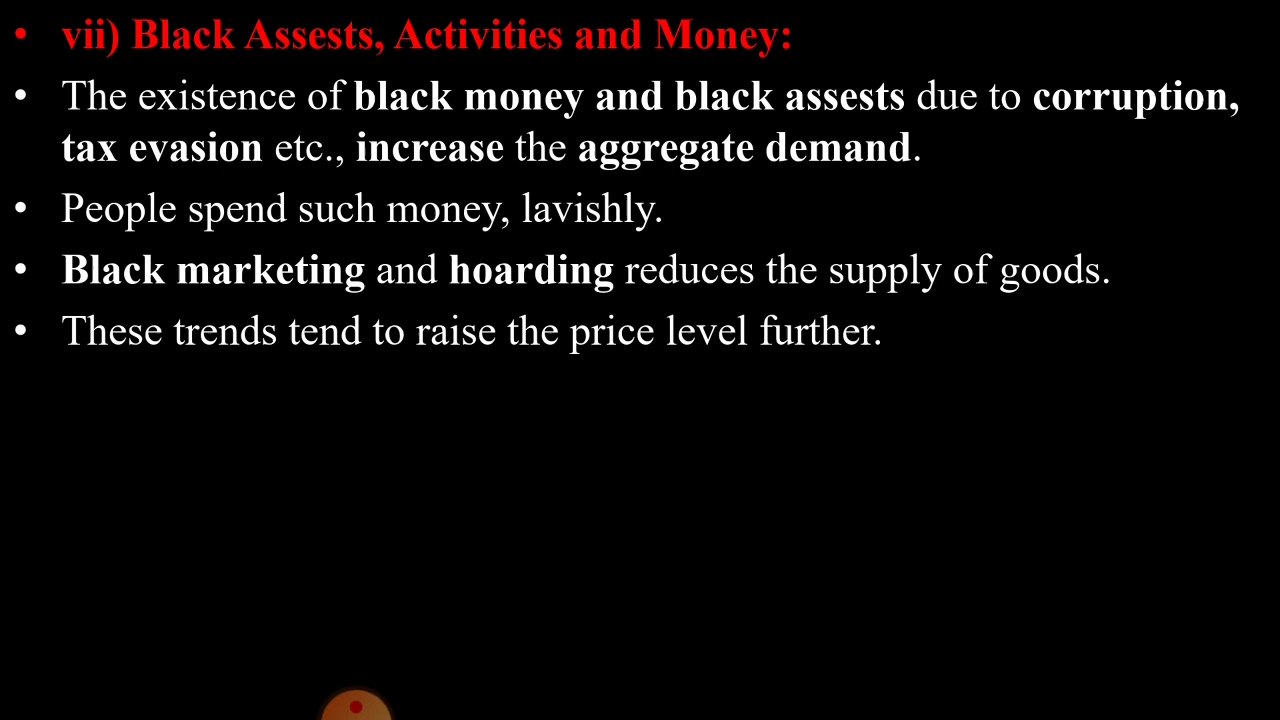 • vii) Black Assests, Activities and Money:
• The existence of black money and black assests due to corruption,
tax evasion etc., increase the aggregate demand.
• People spend such money, lavishly.
• Black marketing and hoarding reduces the supply of goods.
• These trends tend to raise the price level further.